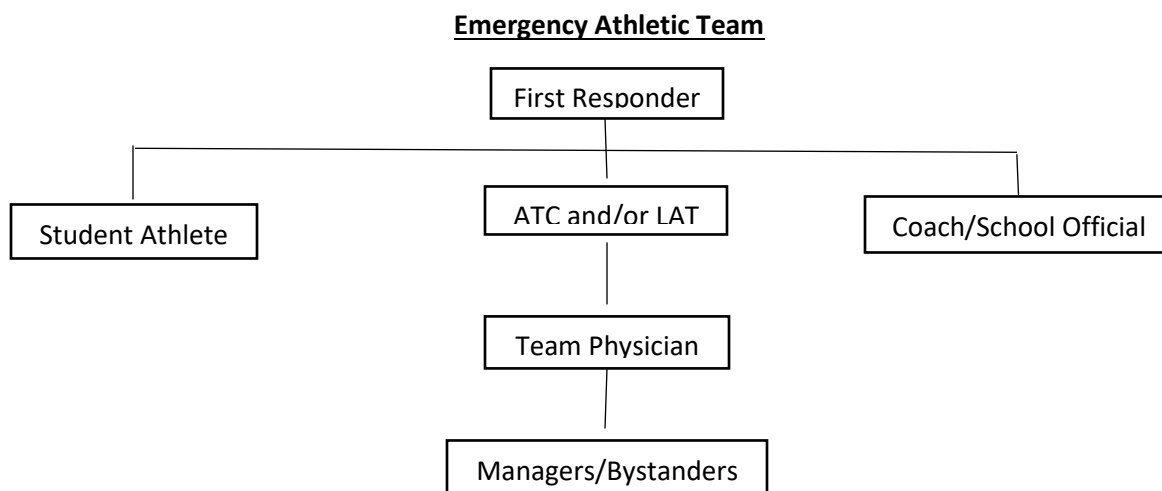 Emergency Athletic Team
First Responder
Student Athlete
ATC and/or LAT
Coach/School Official
Team Physician
Managers/Bystanders